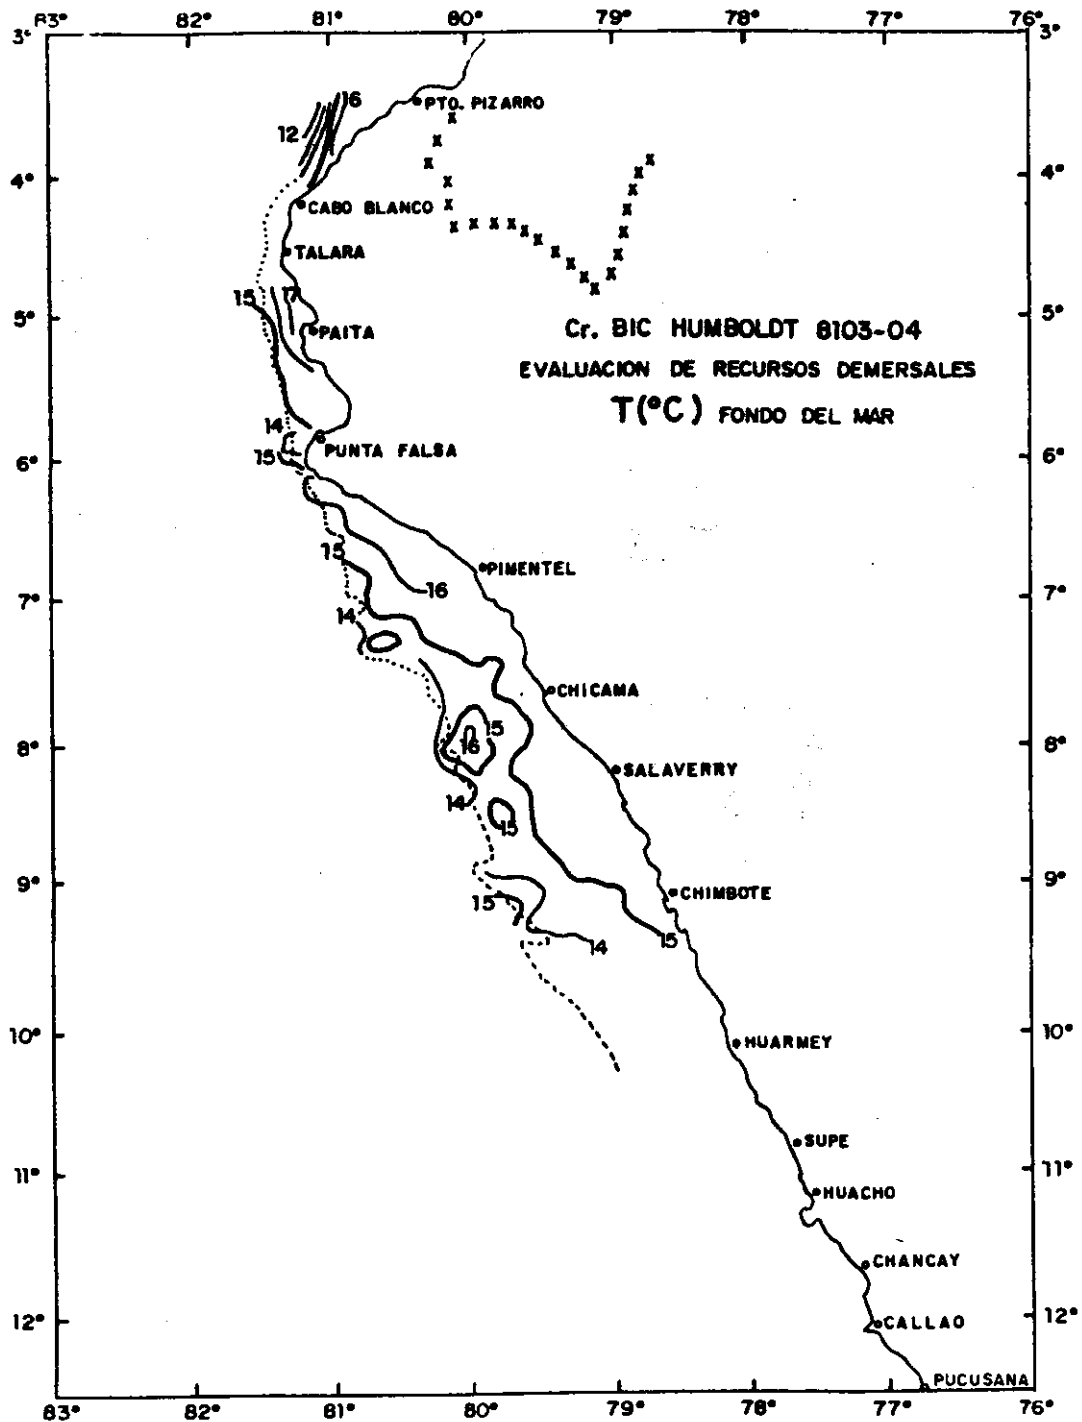 83° 82° 81° 80° 79° 78° 77° 76°
3° 3°
16
PTO. PIZARRO
12
4° 4°
CABO BLANCO
TALARA
15 17
5° 5°
PAITA
Cr. BIC HUMBOLDT 8103-04
EVALUACION DE RECURSOS DEMERSALES
T(°C) FONDO DEL MAR
14
PUNTA FALSA
15
6° 6°
15
PIMENTEL
16
7° 7°
14
CHICAMA
15
16
8° 8°
SALAVERRY
14
15
9° 9°
CHIMBOTE
15
14
15
10° 10°
HUARMEY
SUPE
11° 11°
HUACHO
CHANCAY
12° 12°
CALLAO
PUCUSANA
83° 82° 81° 80° 79° 78° 77° 76°